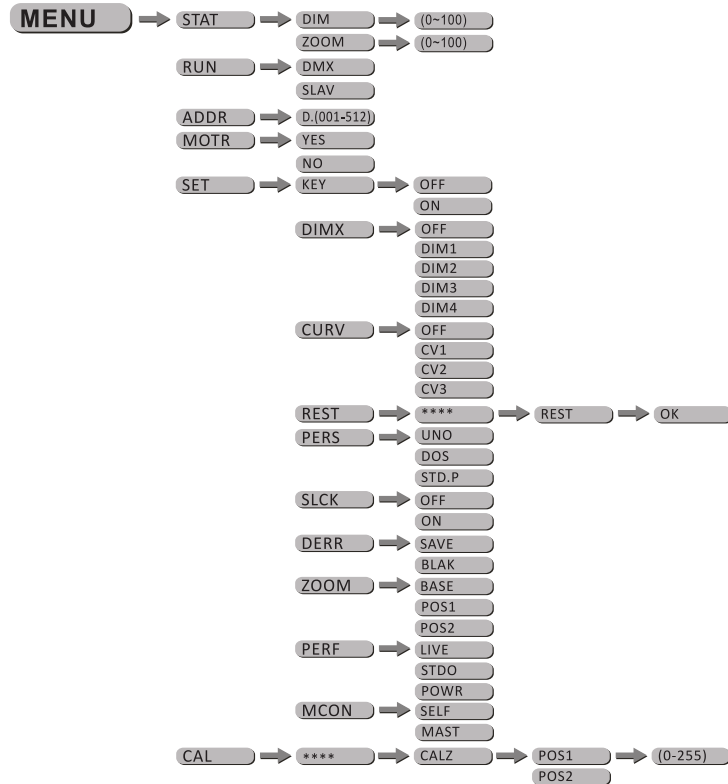 MENU STAT DIM (0~100)
ZOOM (0~100)
RUN DMX
SLAV
ADDR D.(001-512)
MOTR YES
NO
SET KEY OFF
ON
DIMX OFF
DIM1
DIM2
DIM3
DIM4
CURV OFF
CV1
CV2
CV3
REST **** REST OK
PERS UNO
DOS
STD.P
SLCK OFF
ON
DERR SAVE
BLAK
ZOOM BASE
POS1
POS2
PERF LIVE
STDO
POWR
MCON SELF
MAST
CAL **** CALZ POS1 (0-255)
POS2